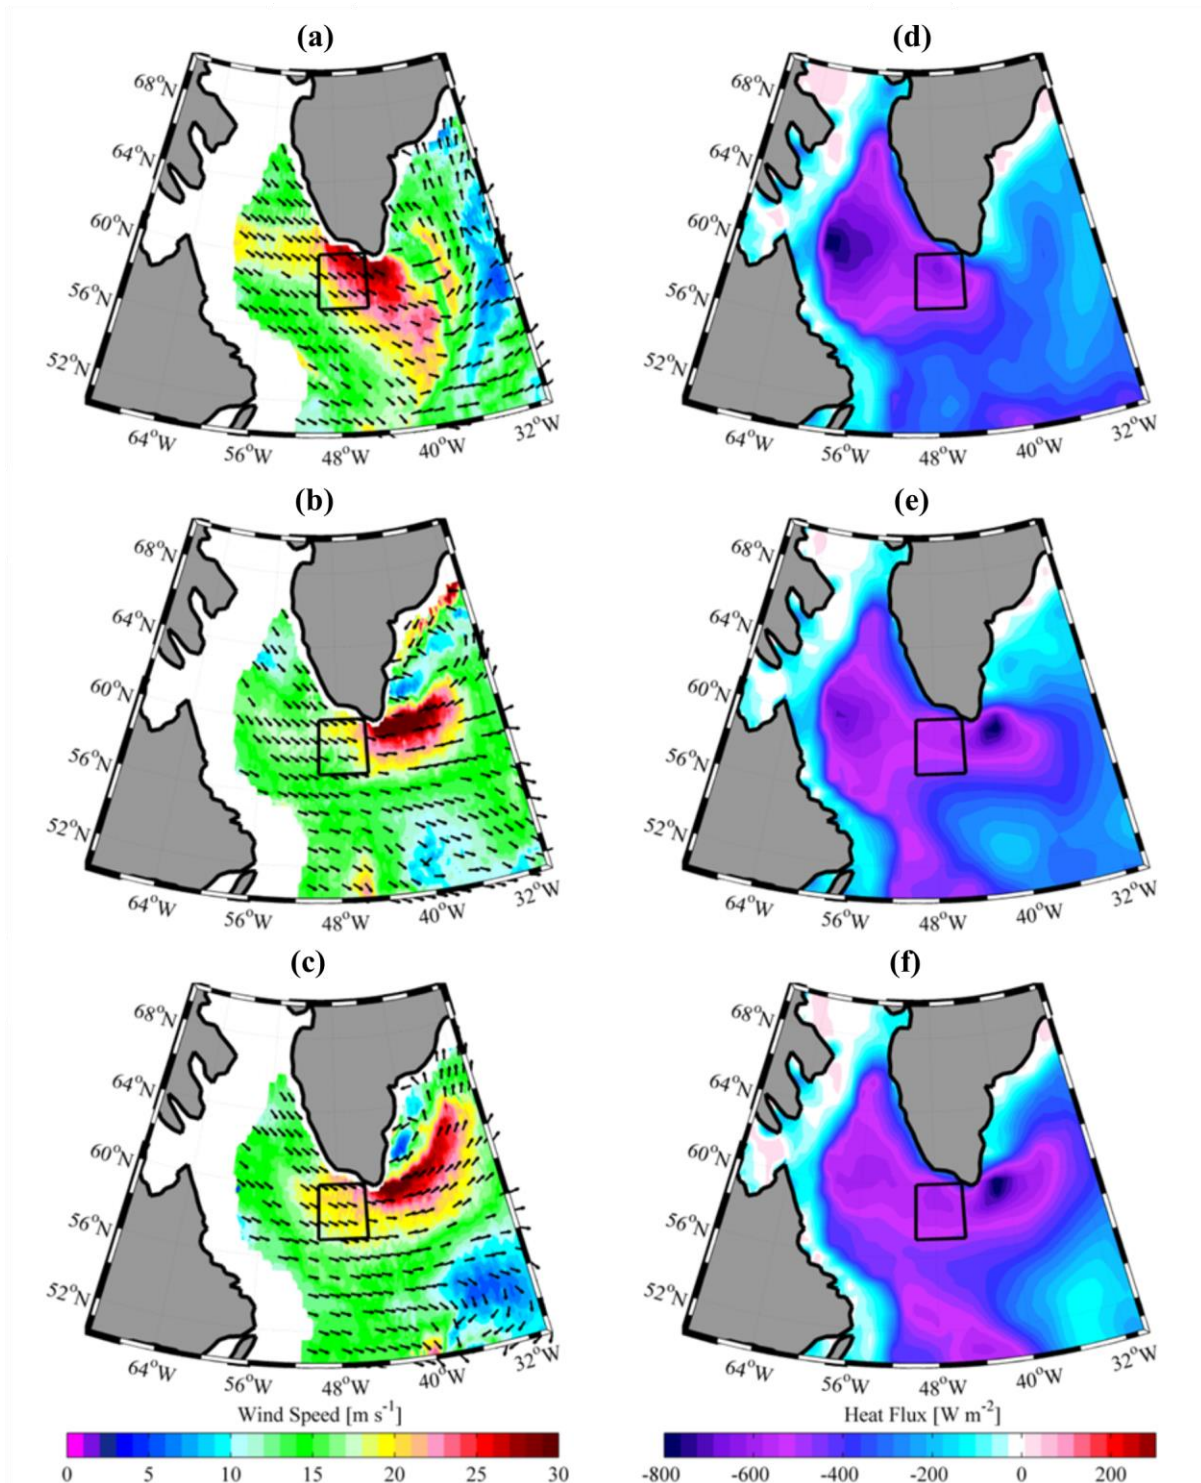 (a)
(d)
68°N
64°N
60°N
56°N
52°N
64°W
56°W
48°W
40°W
32°W
68°N
64°N
60°N
56°N
52°N
64°W
56°W
48°W
40°W
32°W
(b)
(e)
68°N
64°N
60°N
56°N
52°N
64°W
56°W
48°W
40°W
32°W
68°N
64°N
60°N
56°N
52°N
64°W
56°W
48°W
40°W
32°W
(c)
(f)
68°N
64°N
60°N
56°N
52°N
64°W
56°W
48°W
40°W
32°W
68°N
64°N
60°N
56°N
52°N
64°W
56°W
48°W
40°W
32°W
Wind Speed [m s⁻¹]
0 5 10 15 20 25 30
Heat Flux [W m⁻²]
-800 -600 -400 -200 0 200